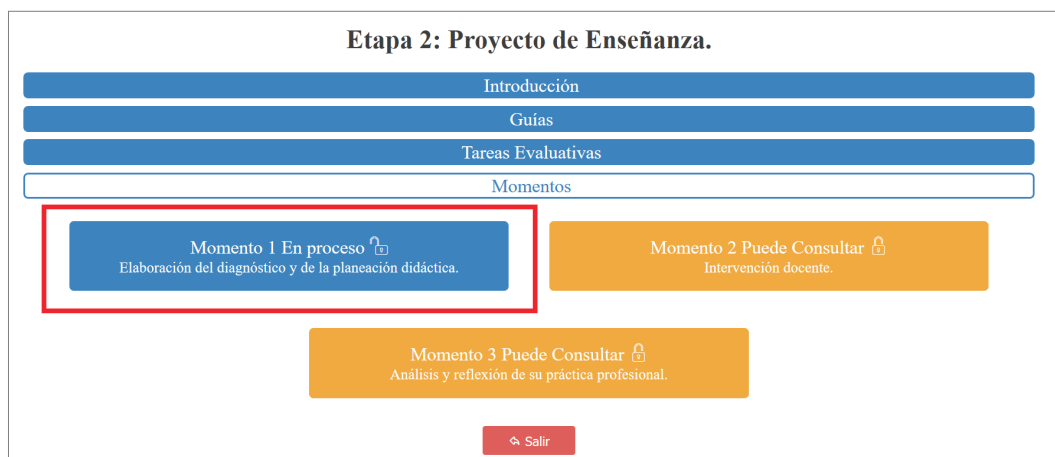 Etapa 2: Proyecto de Enseñanza.
Introducción
Guías
Tareas Evaluativas
Momentos
Momento 1 En proceso
Elaboración del diagnóstico y de la planeación didáctica.
Momento 2 Puede Consultar
Intervención docente.
Momento 3 Puede Consultar
Análisis y reflexión de su práctica profesional.
Salir